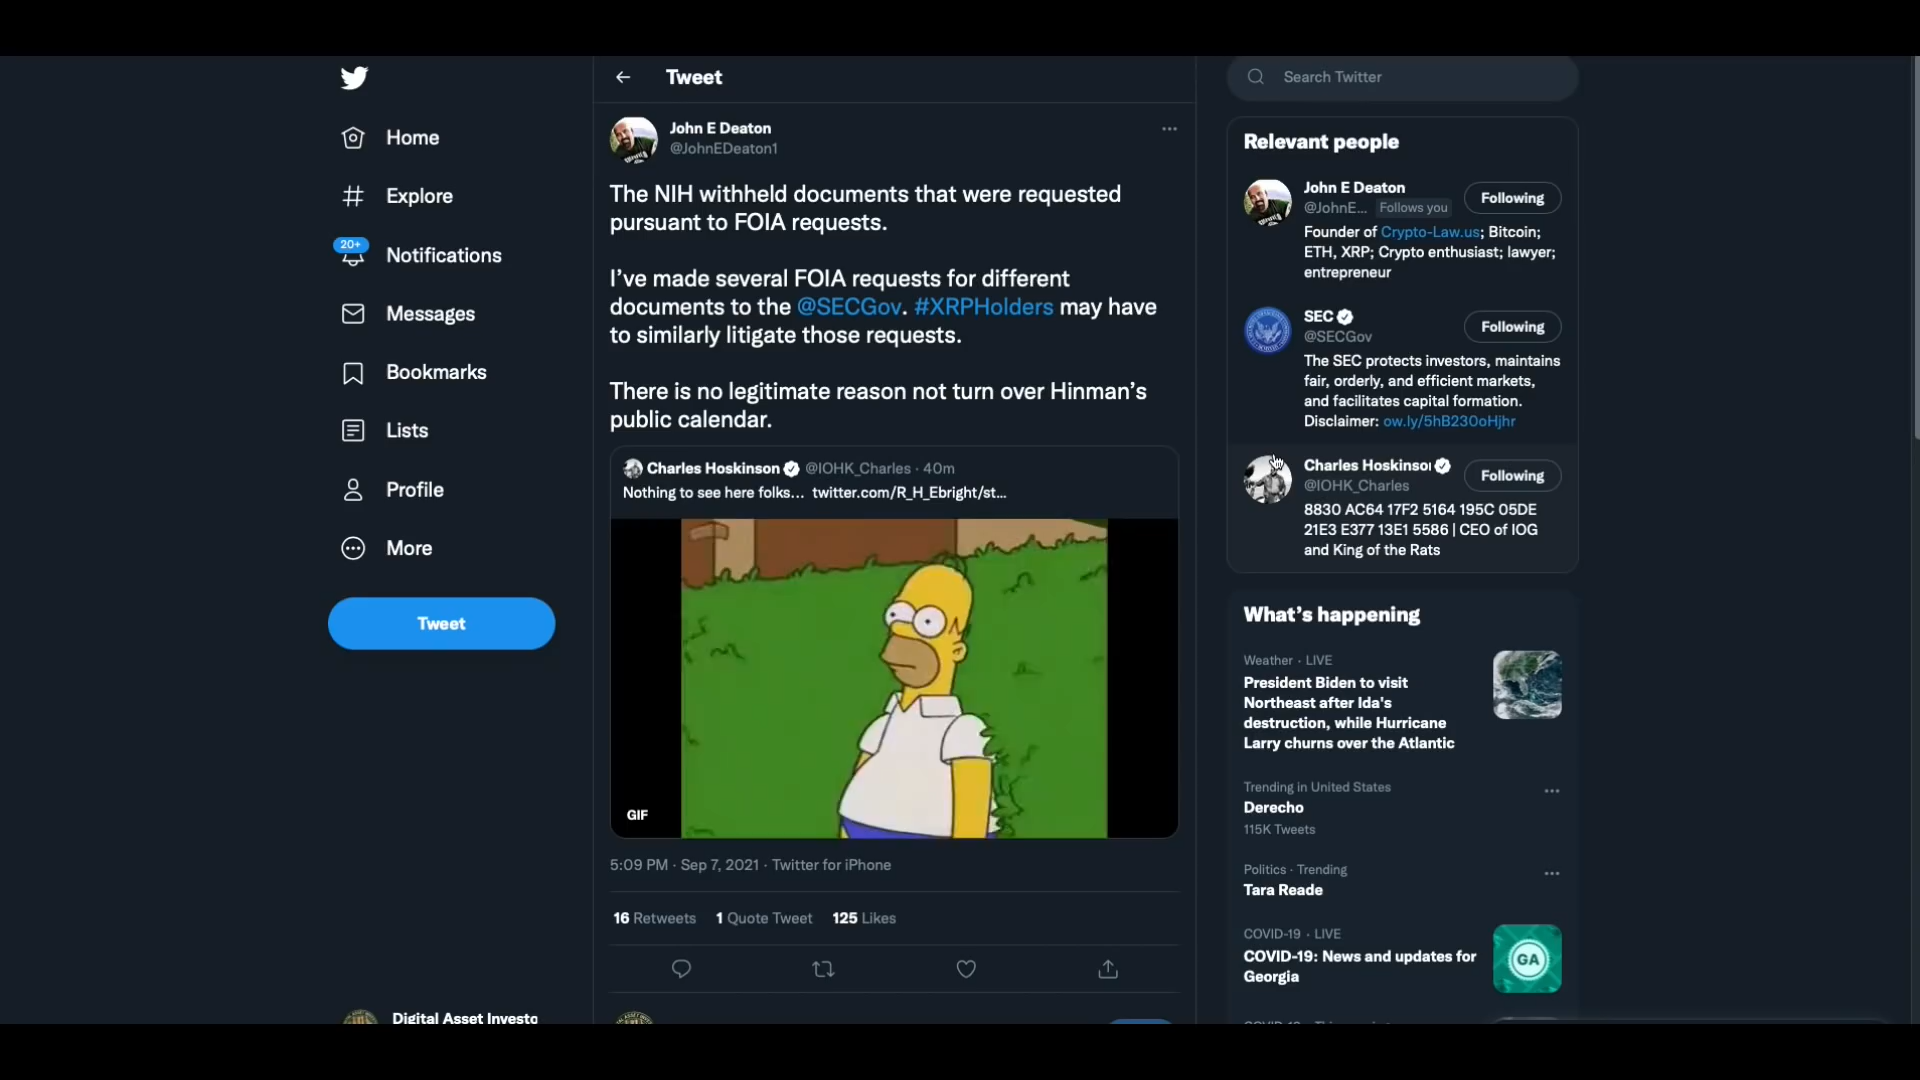 Home
Explore
20+
Notifications
Messages
Bookmarks
Lists
Profile
More
Tweet
Digital Asset Investo
Tweet
John E Deaton
@JohnEDeaton1
The NIH withheld documents that were requested
pursuant to FOIA requests.
I’ve made several FOIA requests for different
documents to the @SECGov. #XRPHolders may have
to similarly litigate those requests.
There is no legitimate reason not turn over Hinman’s
public calendar.
Charles Hoskinson @IOHK_Charles · 40m
Nothing to see here folks... twitter.com/R_H_Ebright/st...
GIF
5:09 PM · Sep 7, 2021 · Twitter for iPhone
16 Retweets 1 Quote Tweet 125 Likes
Search Twitter
Relevant people
John E Deaton
@JohnE... Follows you
Following
Founder of Crypto-Law.us; Bitcoin;
ETH, XRP; Crypto enthusiast; lawyer;
entrepreneur
SEC
@SECGov
Following
The SEC protects investors, maintains
fair, orderly, and efficient markets,
and facilitates capital formation.
Disclaimer: ow.ly/5hB230oHjhr
Charles Hoskinson
@IOHK_Charles
Following
8830 AC64 17F2 5164 195C 05DE
21E3 E377 13E1 5586 | CEO of IOG
and King of the Rats
What’s happening
Weather · LIVE
President Biden to visit
Northeast after Ida's
destruction, while Hurricane
Larry churns over the Atlantic
Trending in United States
Derecho
115K Tweets
Politics · Trending
Tara Reade
COVID-19 · LIVE
COVID-19: News and updates for
Georgia
GA